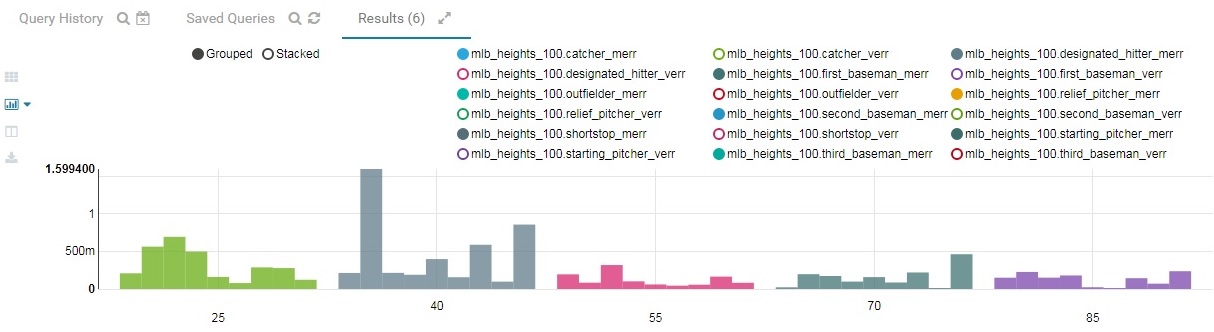 Query History Saved Queries Results (6)
Grouped Stacked
mlb_heights_100.catcher_merr mlb_heights_100.catcher_verr mlb_heights_100.designated_hitter_merr
mlb_heights_100.designated_hitter_verr mlb_heights_100.first_baseman_merr mlb_heights_100.first_baseman_verr
mlb_heights_100.outfielder_merr mlb_heights_100.outfielder_verr mlb_heights_100.relief_pitcher_merr
mlb_heights_100.relief_pitcher_verr mlb_heights_100.second_baseman_merr mlb_heights_100.second_baseman_verr
mlb_heights_100.shortstop_merr mlb_heights_100.shortstop_verr mlb_heights_100.starting_pitcher_merr
mlb_heights_100.starting_pitcher_verr mlb_heights_100.third_baseman_merr mlb_heights_100.third_baseman_verr
1.599400
1
500m
0
40 70
25 55 85